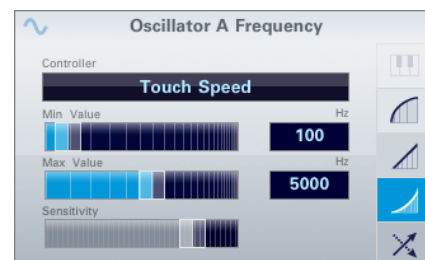 Oscillator A Frequency
Controller
Touch Speed
Min Value Hz
100
Max Value Hz
5000
Sensitivity